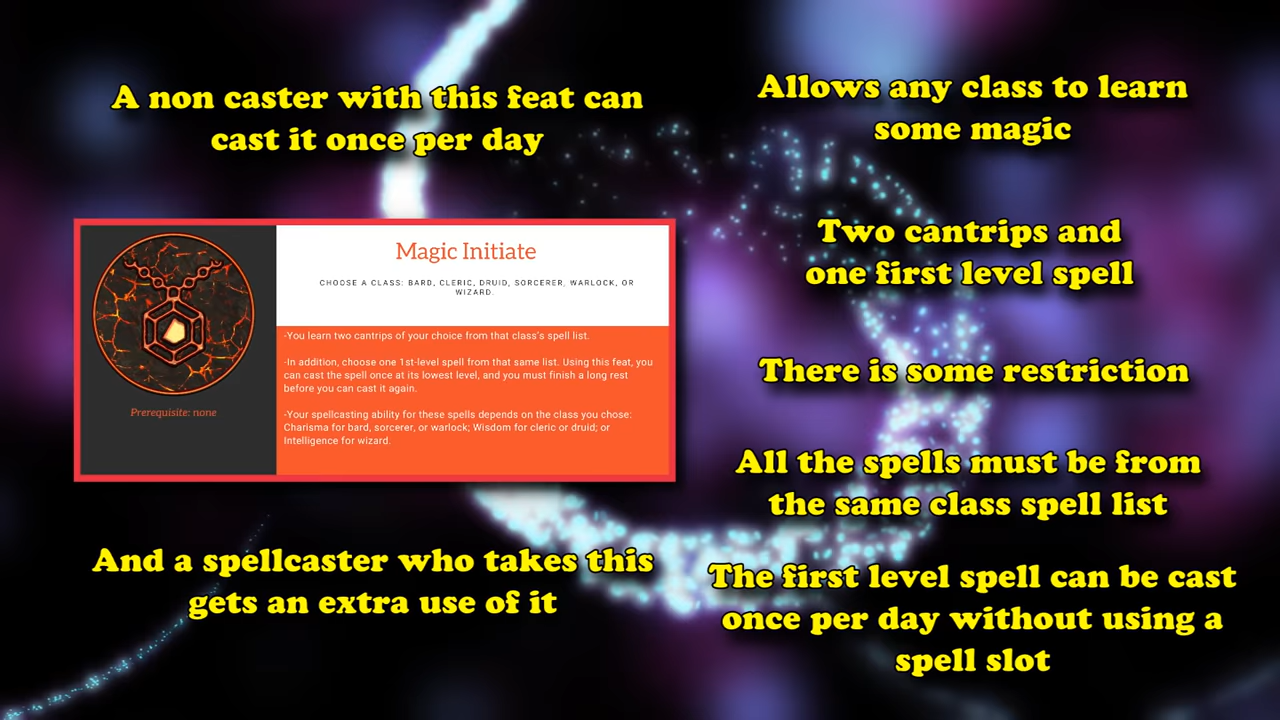 A non caster with this feat can
cast it once per day
Magic Initiate
CHOOSE A CLASS: BARD, CLERIC, DRUID, SORCERER, WARLOCK, OR
WIZARD.
-You learn two cantrips of your choice from that class's spell list.
-In addition, choose one 1st-level spell from that same list. Using this feat, you
can cast the spell once at its lowest level, and you must finish a long rest
before you can cast it again.
-Your spellcasting ability for these spells depends on the class you chose:
Charisma for bard, sorcerer, or warlock; Wisdom for cleric or druid; or
Intelligence for wizard.
Prerequisite: none
And a spellcaster who takes this
gets an extra use of it
Allows any class to learn
some magic
Two cantrips and
one first level spell
There is some restriction
All the spells must be from
the same class spell list
The first level spell can be cast
once per day without using a
spell slot